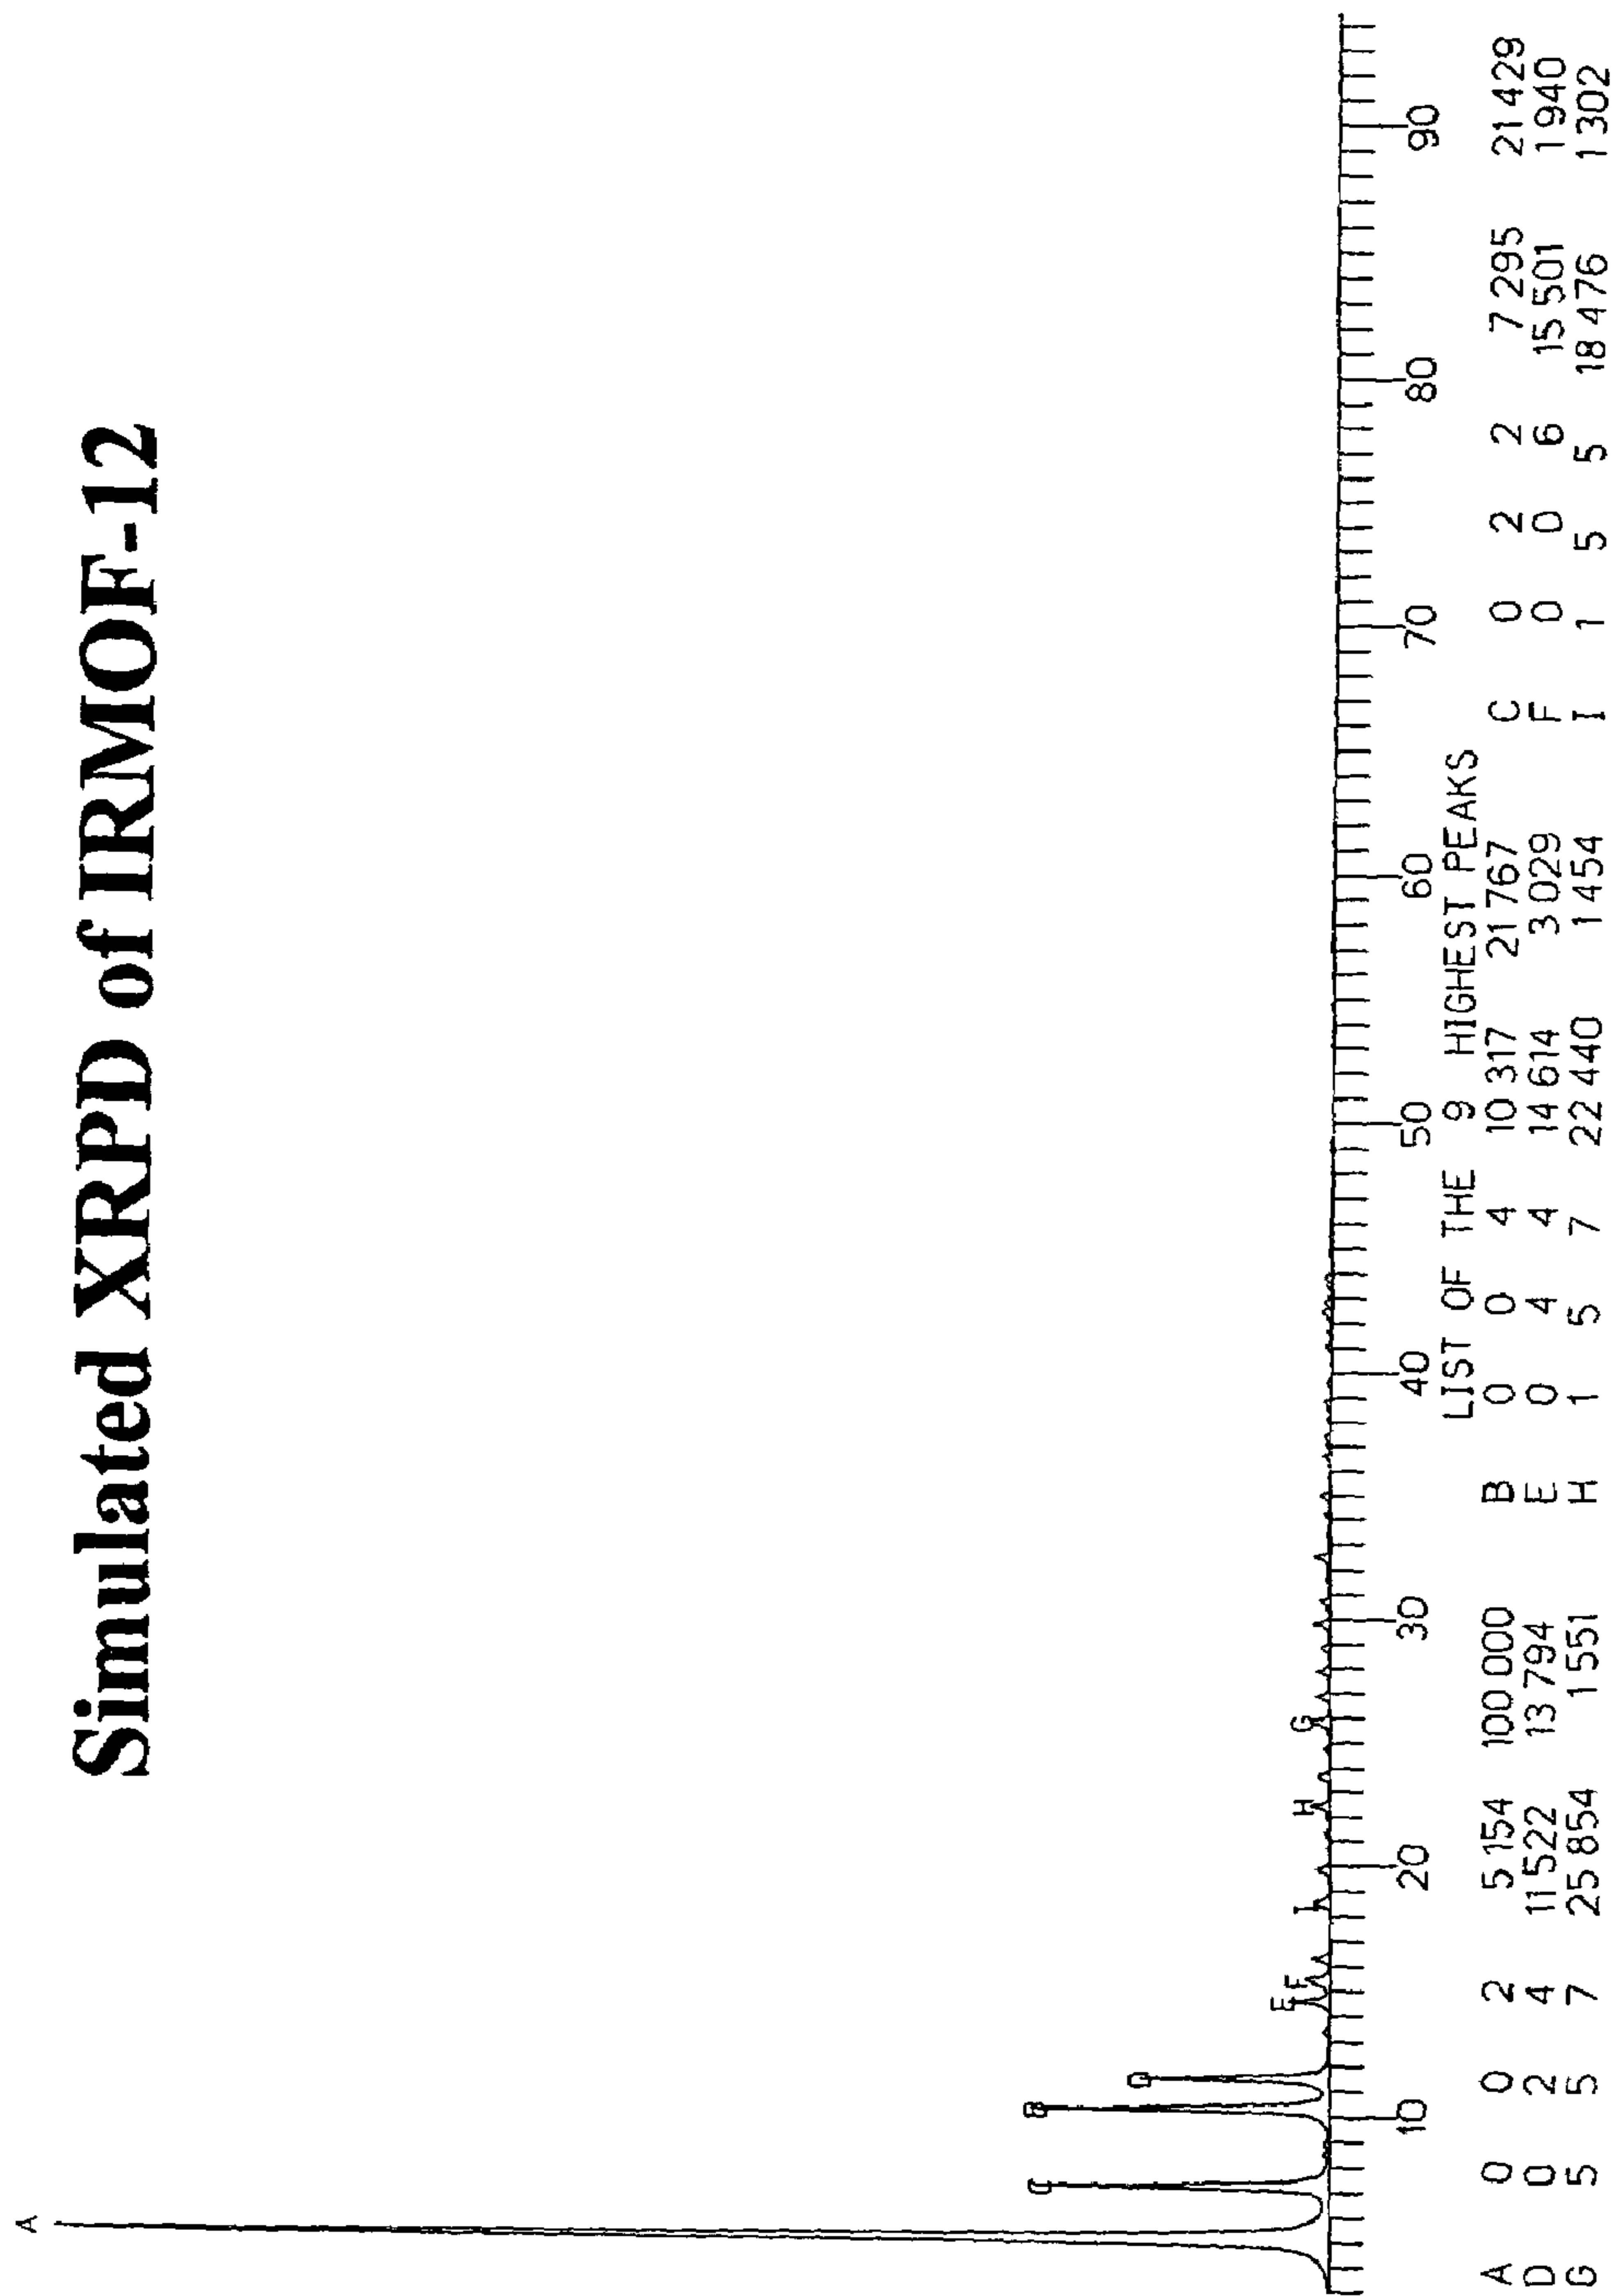 Simulated XRPD of IRMOF-12
A
C
B
D
E
F
I
H
G
10 20 30 40 50 60 70 80 90
LIST OF THE 9 HIGHEST PEAKS
A 0 0 2 5 154 100 000 B 0 0 4 10 317 21 767 C 0 2 2 7 295 21 429
D 0 2 4 11 522 13 794 E 0 4 4 14 614 3 029 F 0 0 6 15 501 1 940
G 5 5 7 25 854 1 551 H 1 5 7 22 440 1 454 I 1 5 5 18 476 1 302